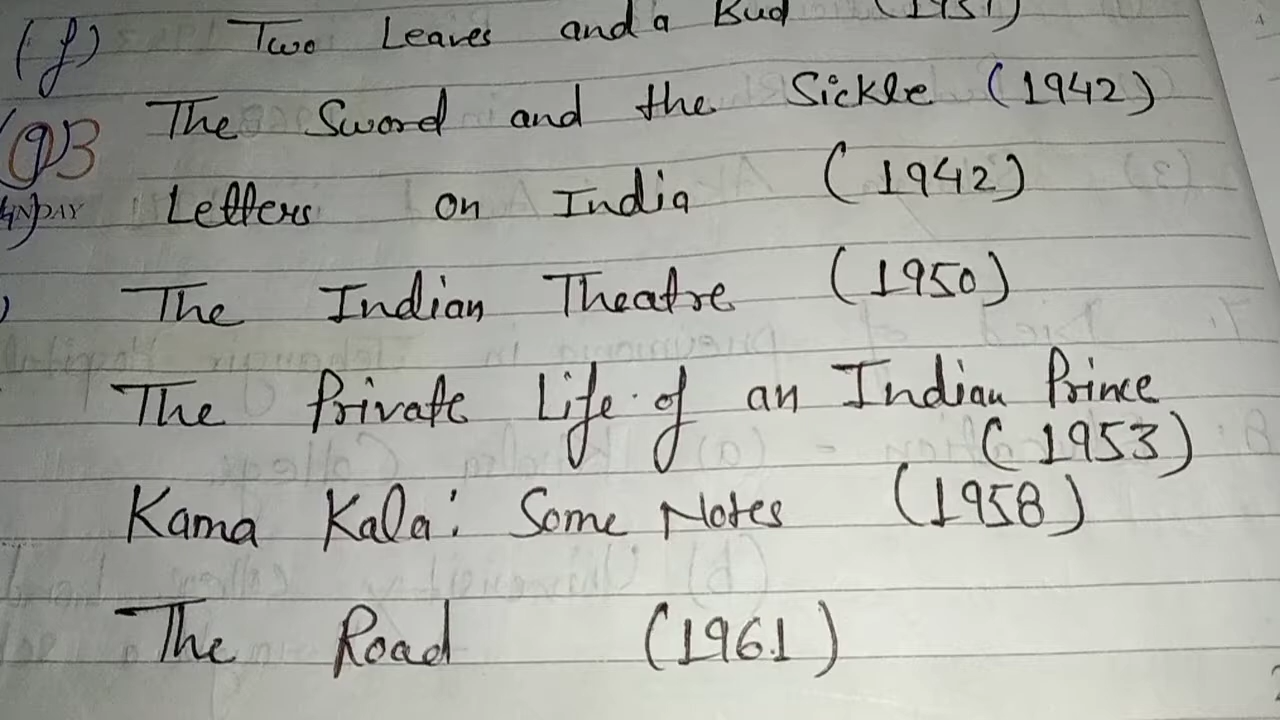 (f) Two Leaves and a Bud (1937)
The Sword and the Sickle (1942)
Letters on India (1942)
The Indian Theatre (1950)
The Private Life of an Indian Prince
(1953)
Kama Kala: Some Notes (1958)
The Road (1961)